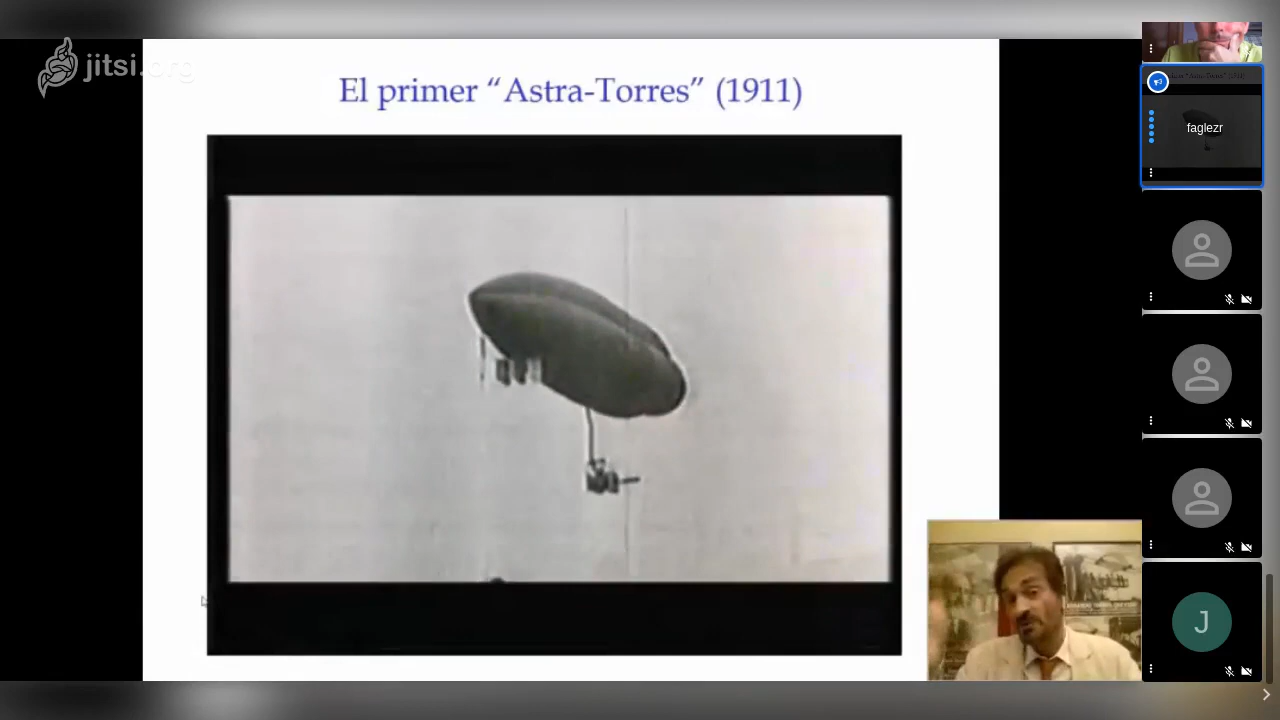 jitsi.org
El primer “Astra-Torres” (1911)
faglezr
J